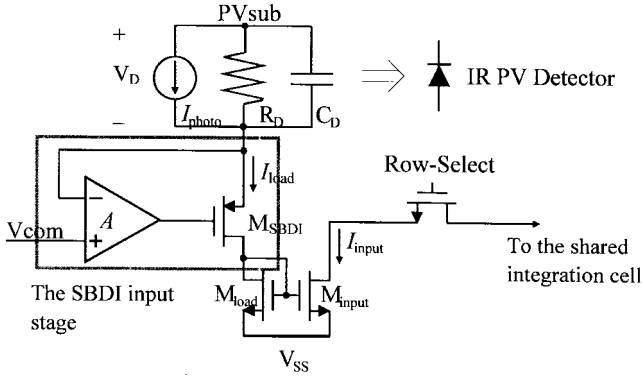 PVsub
+
V_D
−
I_photo
R_D
C_D
IR PV Detector
I_load
−
A
+
Vcom
M_SBDI
The SBDI input
stage
M_load
M_input
I_input
V_SS
Row-Select
To the shared
integration cell